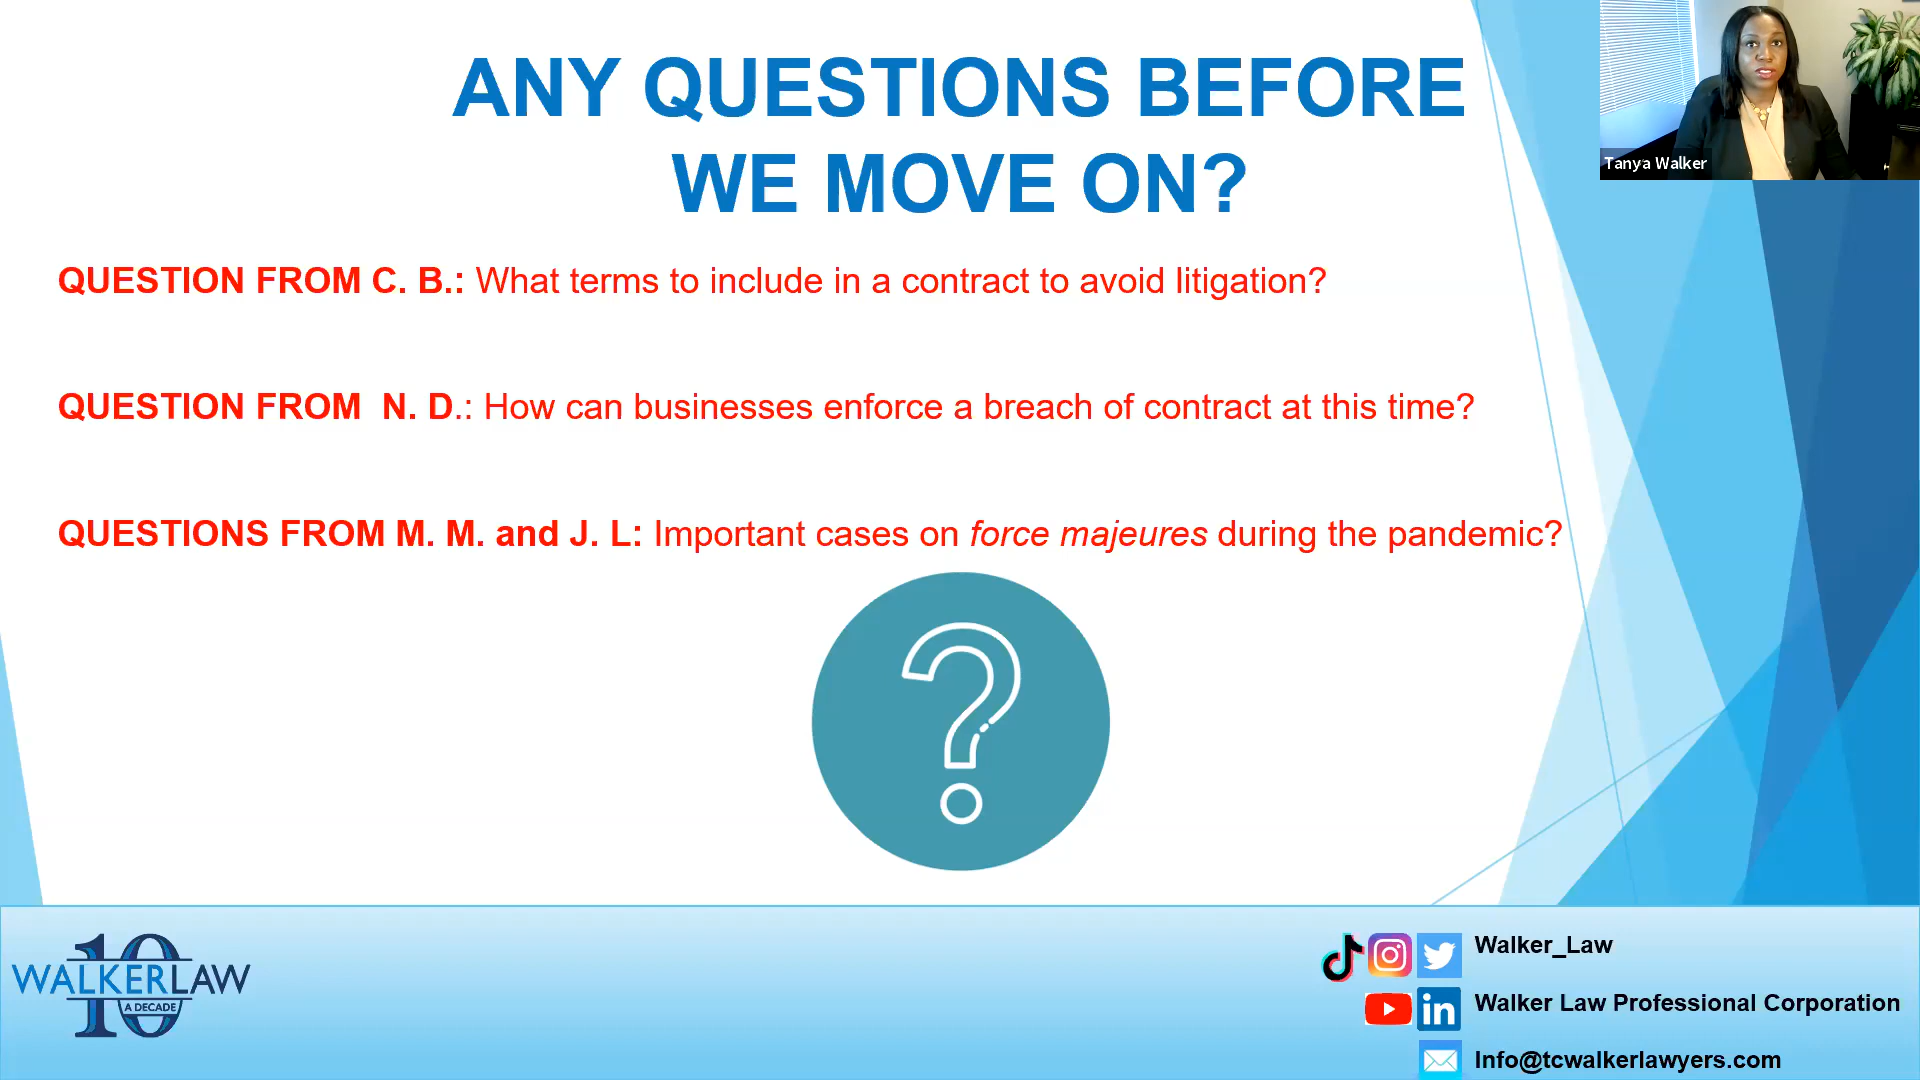 ANY QUESTIONS BEFORE
WE MOVE ON?
Tanya Walker
QUESTION FROM C. B.: What terms to include in a contract to avoid litigation?
QUESTION FROM  N. D.: How can businesses enforce a breach of contract at this time?
QUESTIONS FROM M. M. and J. L: Important cases on force majeures during the pandemic?
?
10
WALKERLAW
A DECADE
Walker_Law
in
Walker Law Professional Corporation
Info@tcwalkerlawyers.com